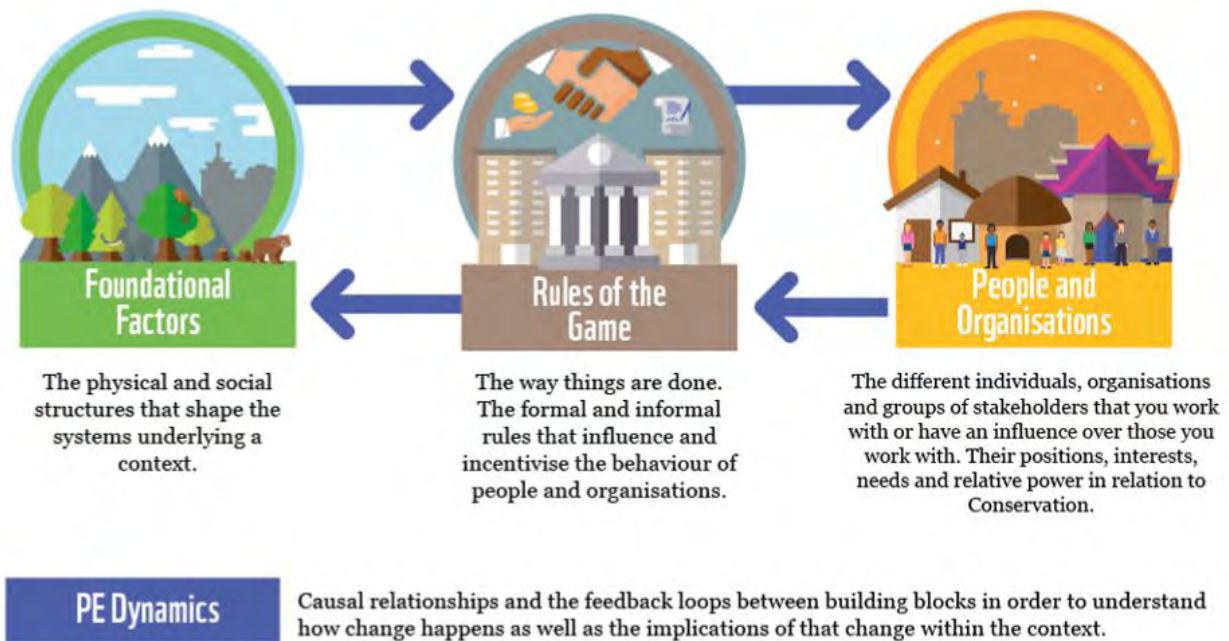 Foundational
Factors
The physical and social
structures that shape the
systems underlying a
context.
Rules of the
Game
The way things are done.
The formal and informal
rules that influence and
incentivise the behaviour of
people and organisations.
People and
Organisations
The different individuals, organisations
and groups of stakeholders that you work
with or have an influence over those you
work with. Their positions, interests,
needs and relative power in relation to
Conservation.
PE Dynamics
Causal relationships and the feedback loops between building blocks in order to understand
how change happens as well as the implications of that change within the context.